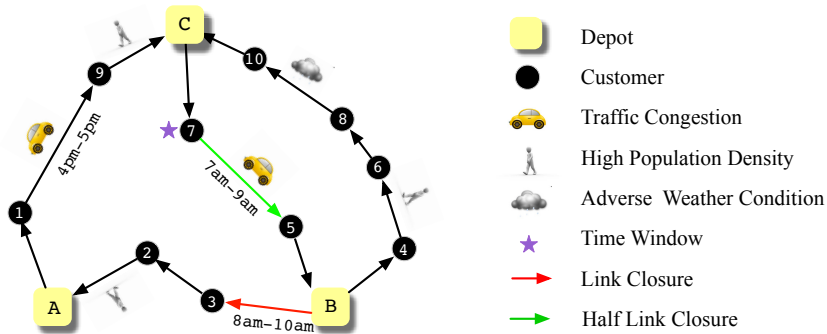 C
9
10
4pm-5pm
7
8
7am-9am
6
1
5
4
2
A
3
B
8am-10am
Depot
Customer
Traffic Congestion
High Population Density
Adverse Weather Condition
Time Window
Link Closure
Half Link Closure